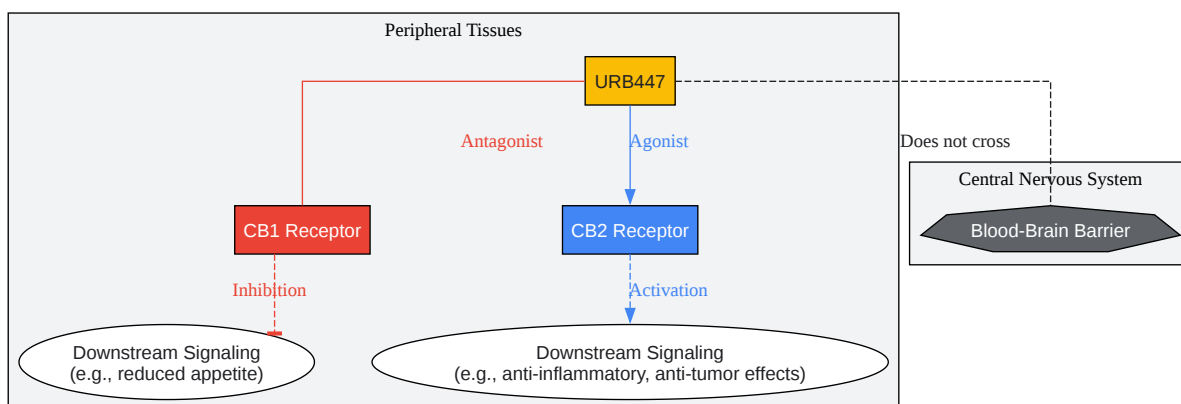 Peripheral Tissues
URB447
Antagonist
Agonist
Does not cross
Central Nervous System
CB1 Receptor
CB2 Receptor
Blood-Brain Barrier
Inhibition
Activation
Downstream Signaling
(e.g., reduced appetite)
Downstream Signaling
(e.g., anti-inflammatory, anti-tumor effects)